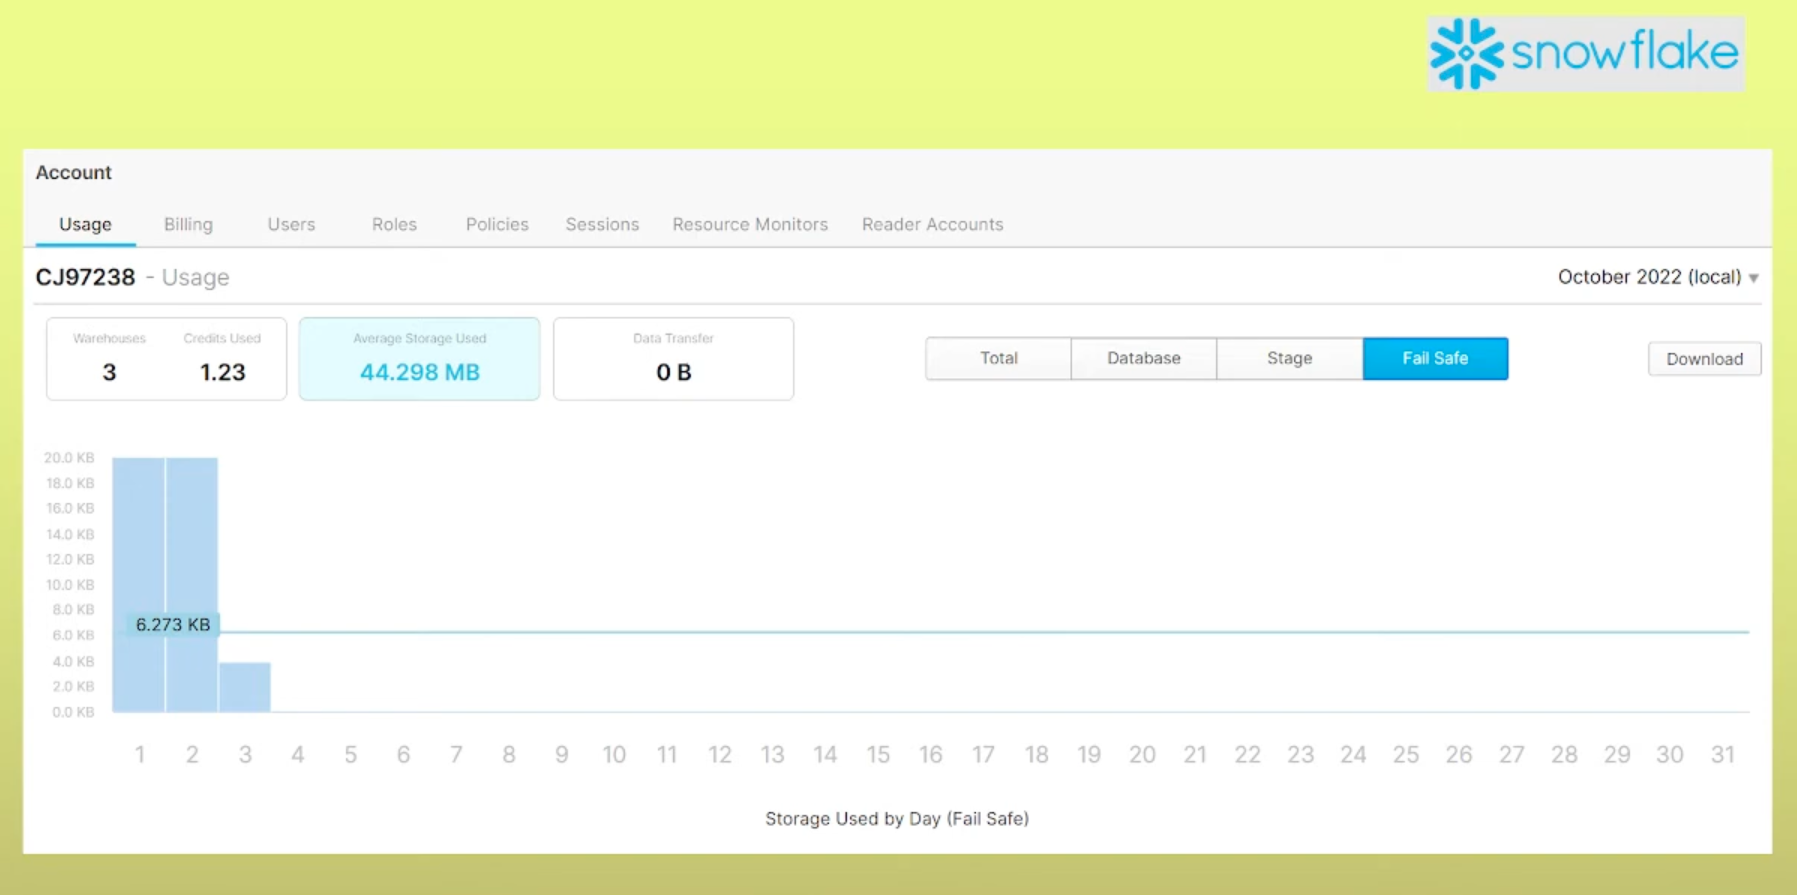 snowflake
Account
Usage Billing Users Roles Policies Sessions Resource Monitors Reader Accounts
CJ97238 - Usage
October 2022 (local)
Warehouses Credits Used
3 1.23
Average Storage Used
44.298 MB
Data Transfer
0 B
Total Database Stage Fail Safe
Download
20.0 KB
18.0 KB
16.0 KB
14.0 KB
12.0 KB
10.0 KB
8.0 KB
6.273 KB
6.0 KB
4.0 KB
2.0 KB
0.0 KB
1 2 3 4 5 6 7 8 9 10 11 12 13 14 15 16 17 18 19 20 21 22 23 24 25 26 27 28 29 30 31
Storage Used by Day (Fail Safe)